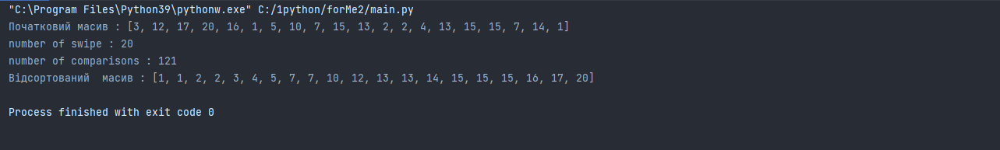 "C:\Program Files\Python39\pythonw.exe" C:/1python/forMe2/main.py
Початковий масив : [3, 12, 17, 20, 16, 1, 5, 10, 7, 15, 13, 2, 2, 4, 13, 15, 15, 7, 14, 1]
number of swipe : 20
number of comparisons : 121
Відсортований  масив : [1, 1, 2, 2, 3, 4, 5, 7, 7, 10, 12, 13, 13, 14, 15, 15, 15, 16, 17, 20]
Process finished with exit code 0